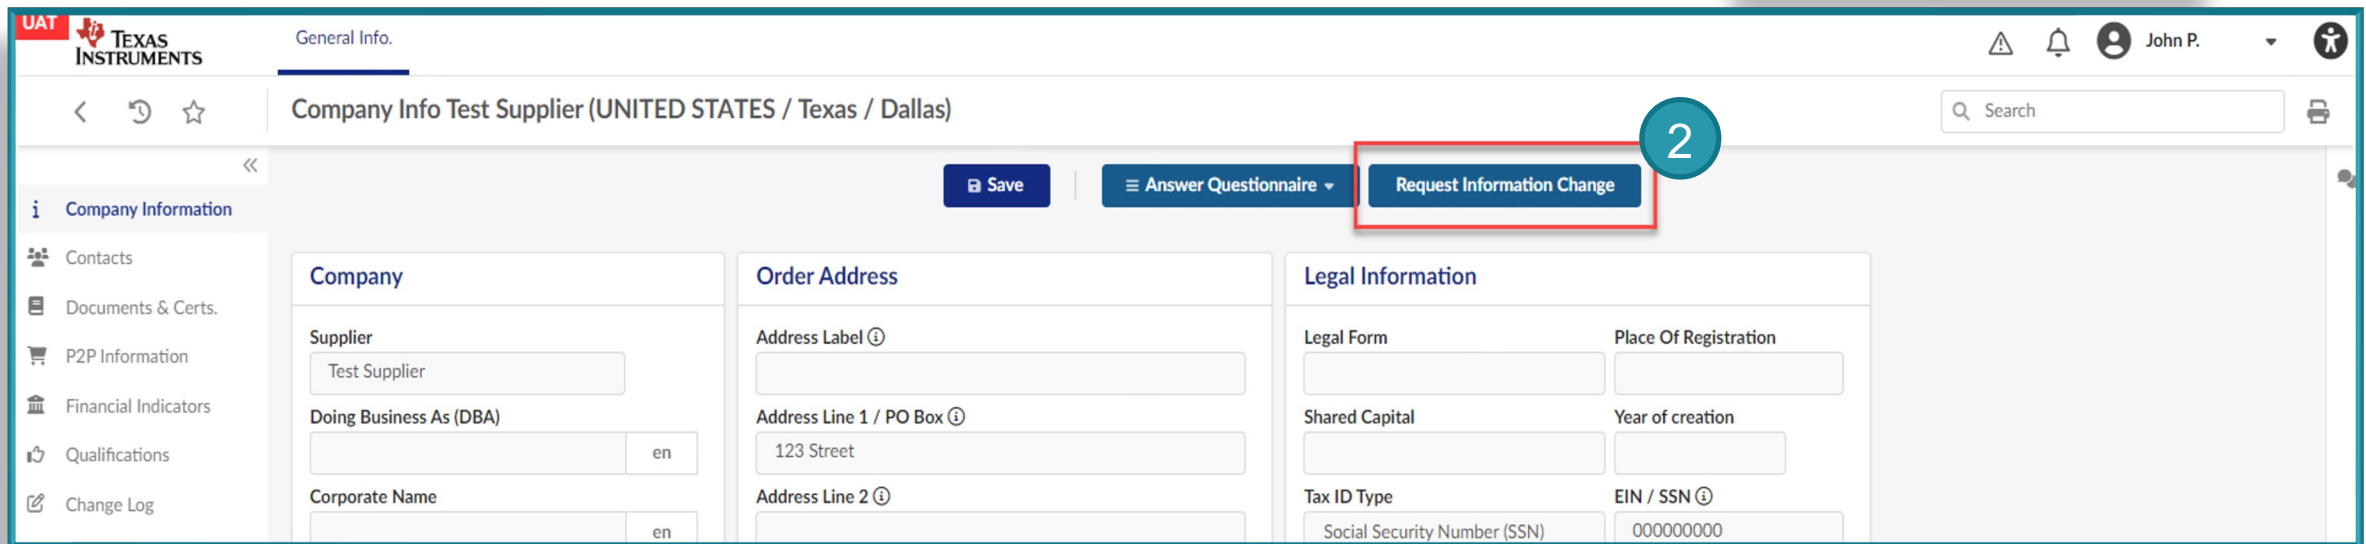 UAT
TEXAS
INSTRUMENTS
General Info.
John P.
Company Info Test Supplier (UNITED STATES / Texas / Dallas)
Search
2
Save
Answer Questionnaire
Request Information Change
Company Information
Contacts
Documents & Certs.
P2P Information
Financial Indicators
Qualifications
Change Log
Company
Supplier
Test Supplier
Doing Business As (DBA)
en
Corporate Name
en
Order Address
Address Label
Address Line 1 / PO Box
123 Street
Address Line 2
Legal Information
Legal Form
Place Of Registration
Shared Capital
Year of creation
Tax ID Type
EIN / SSN
Social Security Number (SSN)
000000000